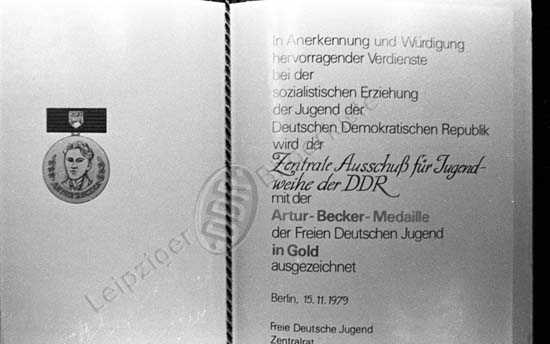 In Anerkennung und Würdigung
hervorragender Verdienste
bei der
sozialistischen Erziehung
der Jugend der
Deutschen Demokratischen Republik
wird der
Zentrale Ausschuß für Jugend-
weihe der DDR
mit der
Artur-Becker-Medaille
der Freien Deutschen Jugend
in Gold
ausgezeichnet
Berlin, 15.11.1979
Freie Deutsche Jugend
Zentralrat
Leipziger